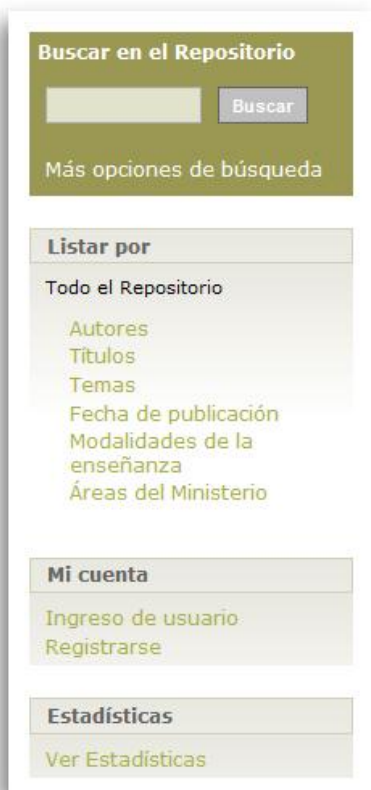 Buscar en el Repositorio
Buscar
Más opciones de búsqueda
Listar por
Todo el Repositorio
Autores
Títulos
Temas
Fecha de publicación
Modalidades de la
enseñanza
Áreas del Ministerio
Mi cuenta
Ingreso de usuario
Registrarse
Estadísticas
Ver Estadísticas